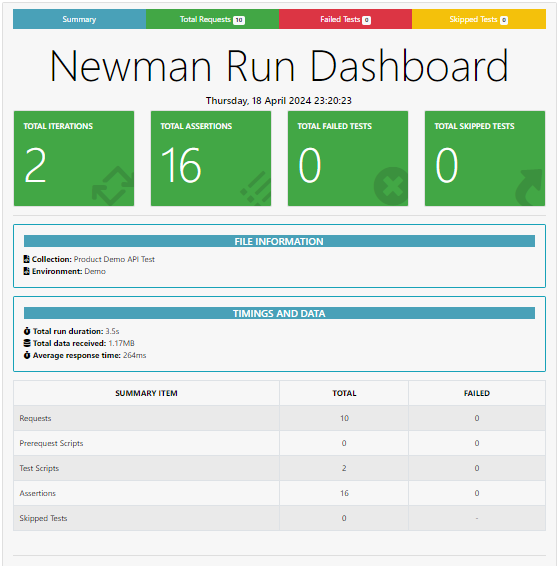 Summary Total Requests 10 Failed Tests 0 Skipped Tests 0
Newman Run Dashboard
Thursday, 18 April 2024 23:20:23
TOTAL ITERATIONS TOTAL ASSERTIONS TOTAL FAILED TESTS TOTAL SKIPPED TESTS
2 16 0 0
FILE INFORMATION
Collection: Product Demo API Test
Environment: Demo
TIMINGS AND DATA
Total run duration: 3.5s
Total data received: 1.17MB
Average response time: 264ms
SUMMARY ITEM TOTAL FAILED
Requests 10 0
Prerequest Scripts 0 0
Test Scripts 2 0
Assertions 16 0
Skipped Tests 0 -